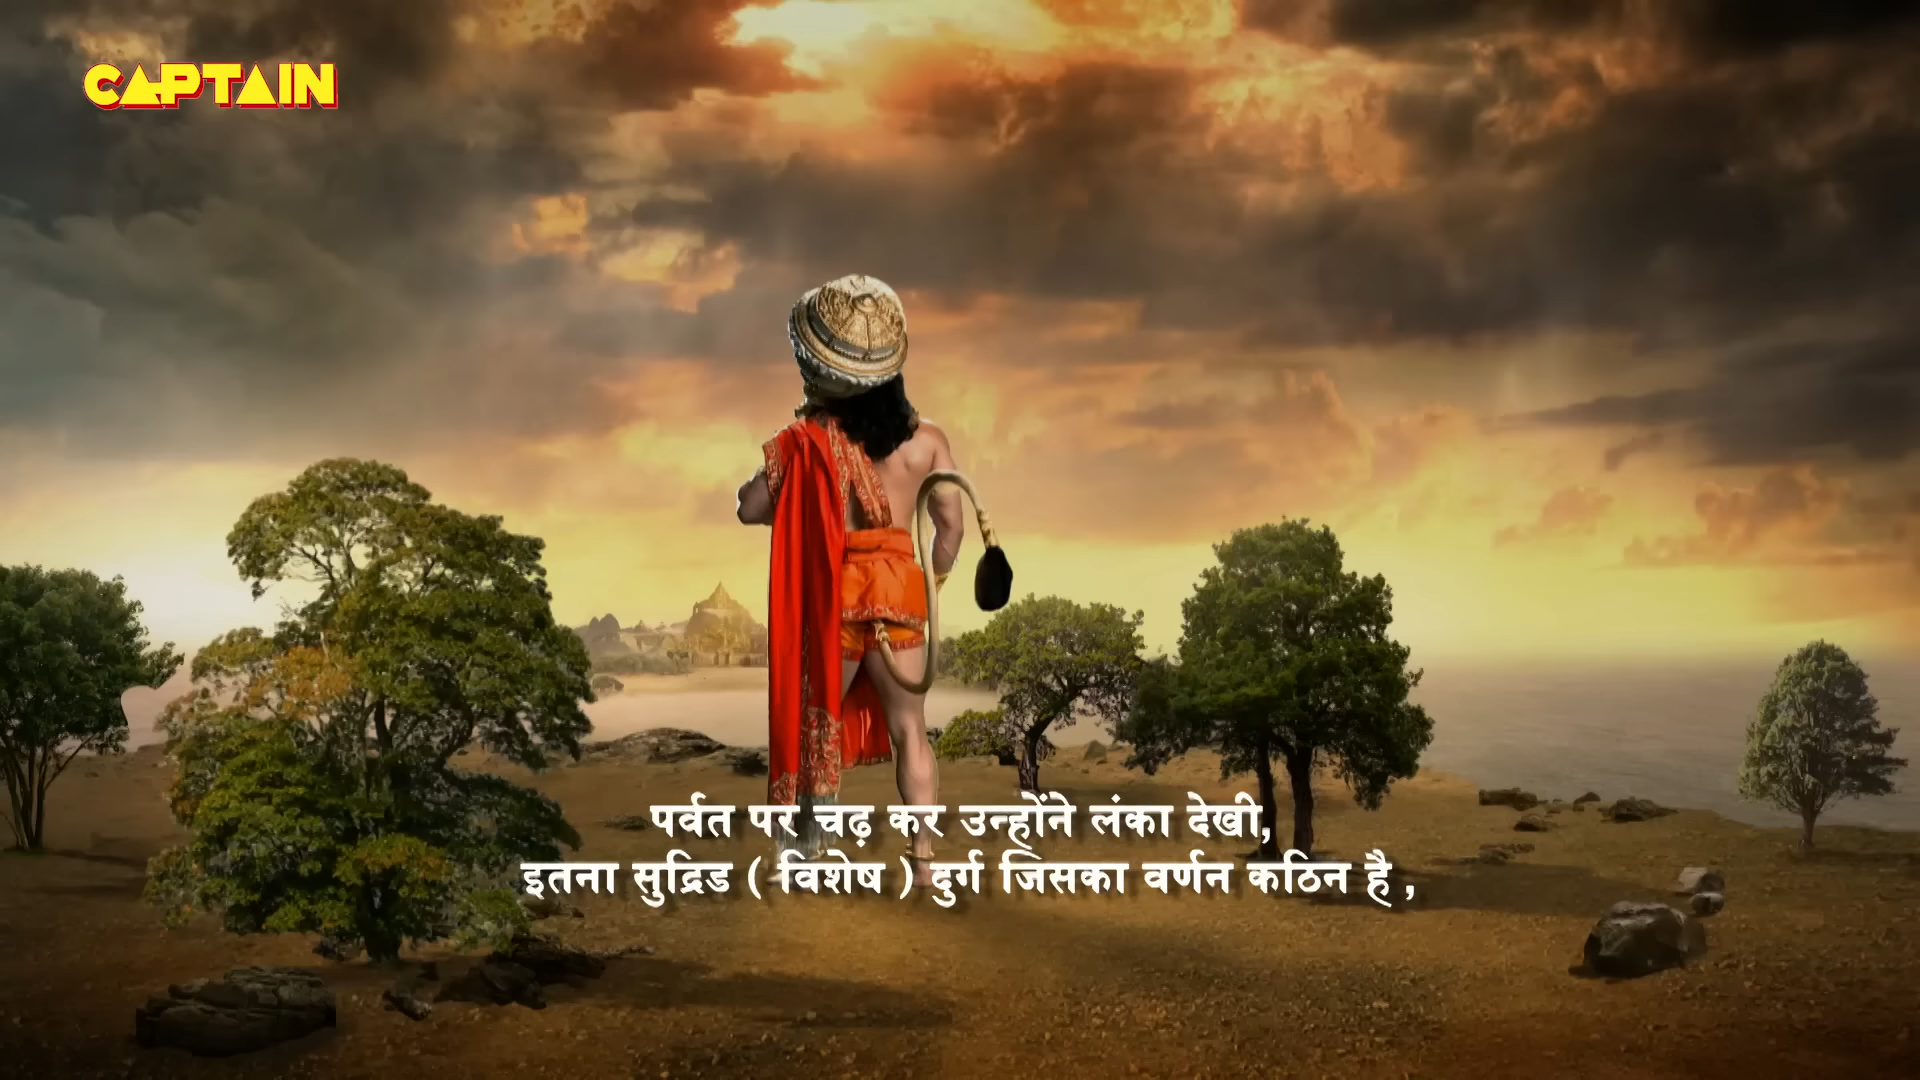 CAPTAIN
पर्वत पर चढ़ कर उन्होंने लंका देखी,
इतना सुद्रिड ( विशेष ) दुर्ग जिसका वर्णन कठिन है ,